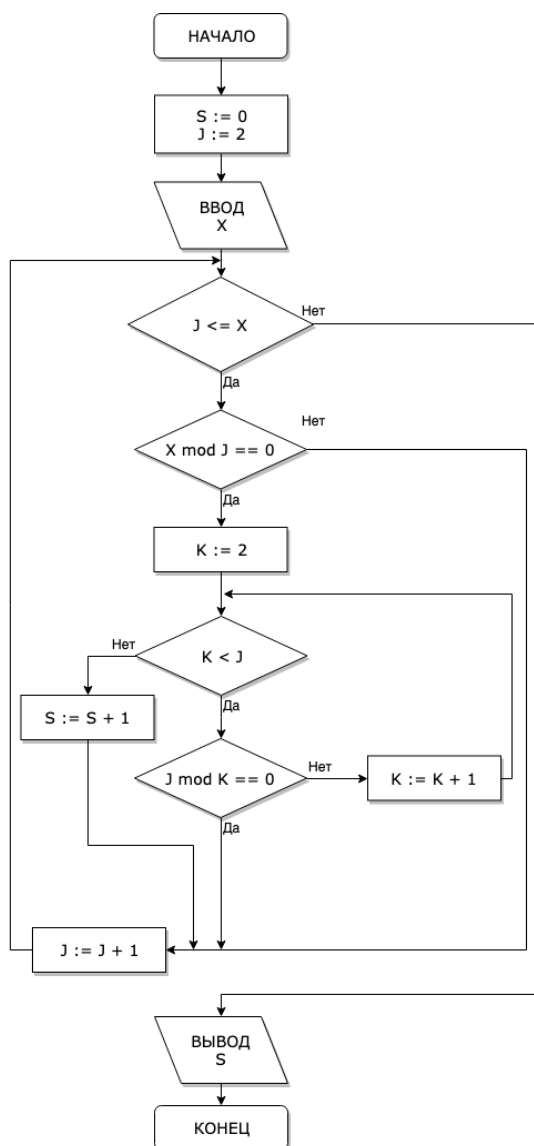 НАЧАЛО
S := 0
J := 2
ВВОД
X
J <= X
Нет
Да
X mod J == 0
Нет
Да
K := 2
K < J
Нет
Да
S := S + 1
J mod K == 0
Нет
K := K + 1
Да
J := J + 1
ВЫВОД
S
КОНЕЦ